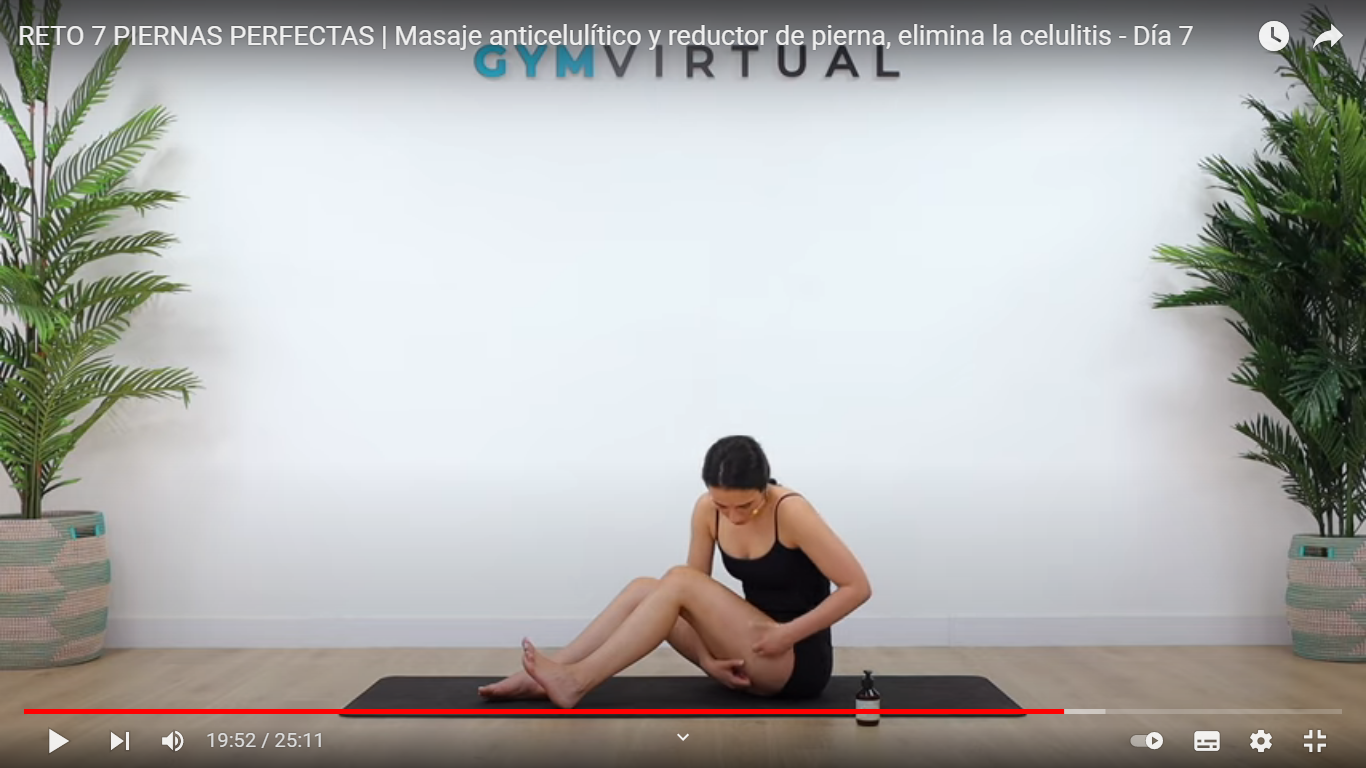 RETO 7 PIERNAS PERFECTAS | Masaje anticelulítico y reductor de pierna, elimina la celulitis - Día 7
GYMVIRTUAL
19:52 / 25:11